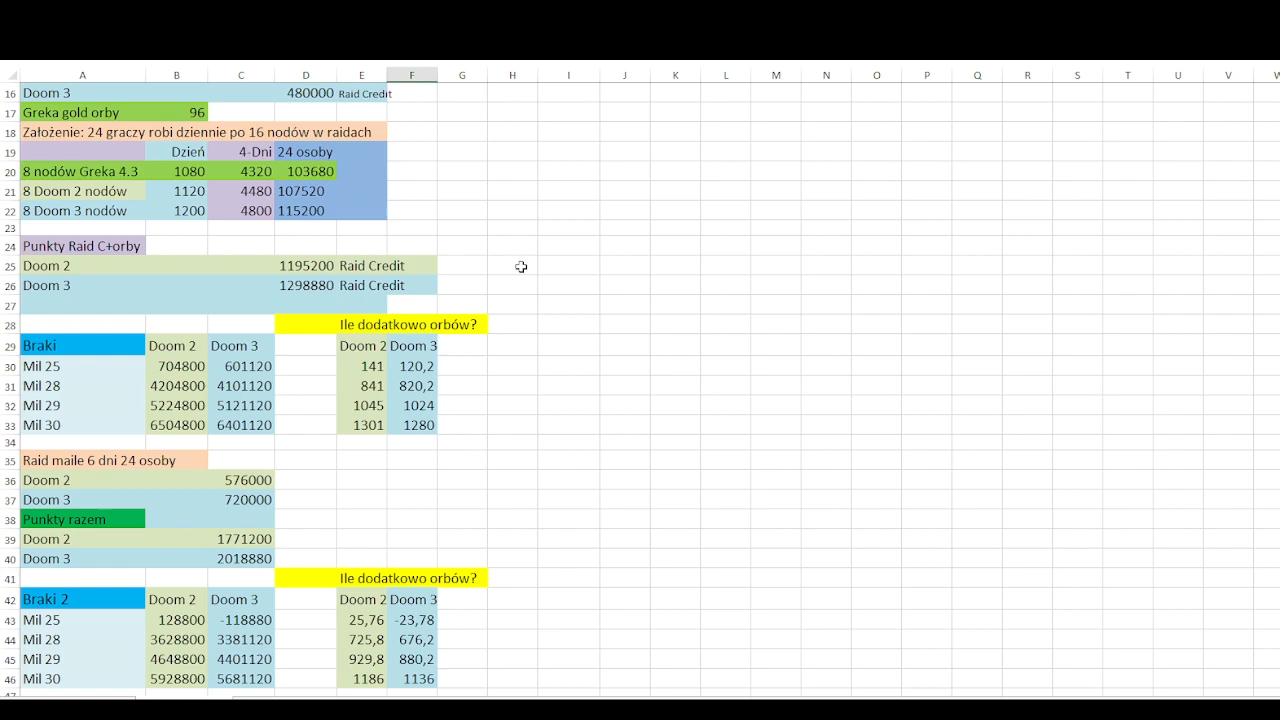 A B C D E F G H I J K L M N O P Q R S T U V W
16 Doom 3 480000 Raid Credit
17 Greka gold orby 96
18 Założenie: 24 graczy robi dziennie po 16 nodów w raidach
19 Dzień 4-Dni 24 osoby
20 8 nodów Greka 4.3 1080 4320 103680
21 8 Doom 2 nodów 1120 4480 107520
22 8 Doom 3 nodów 1200 4800 115200
23
24 Punkty Raid C+orby
25 Doom 2 1195200 Raid Credit
26 Doom 3 1298880 Raid Credit
27
28 Ile dodatkowo orbów?
29 Braki Doom 2 Doom 3 Doom 2 Doom 3
30 Mil 25 704800 601120 141 120,2
31 Mil 28 4204800 4101120 841 820,2
32 Mil 29 5224800 5121120 1045 1024
33 Mil 30 6504800 6401120 1301 1280
34
35 Raid maile 6 dni 24 osoby
36 Doom 2 576000
37 Doom 3 720000
38 Punkty razem
39 Doom 2 1771200
40 Doom 3 2018880
41 Ile dodatkowo orbów?
42 Braki 2 Doom 2 Doom 3 Doom 2 Doom 3
43 Mil 25 128800 -118880 25,76 -23,78
44 Mil 28 3628800 3381120 725,8 676,2
45 Mil 29 4648800 4401120 929,8 880,2
46 Mil 30 5928800 5681120 1186 1136
47